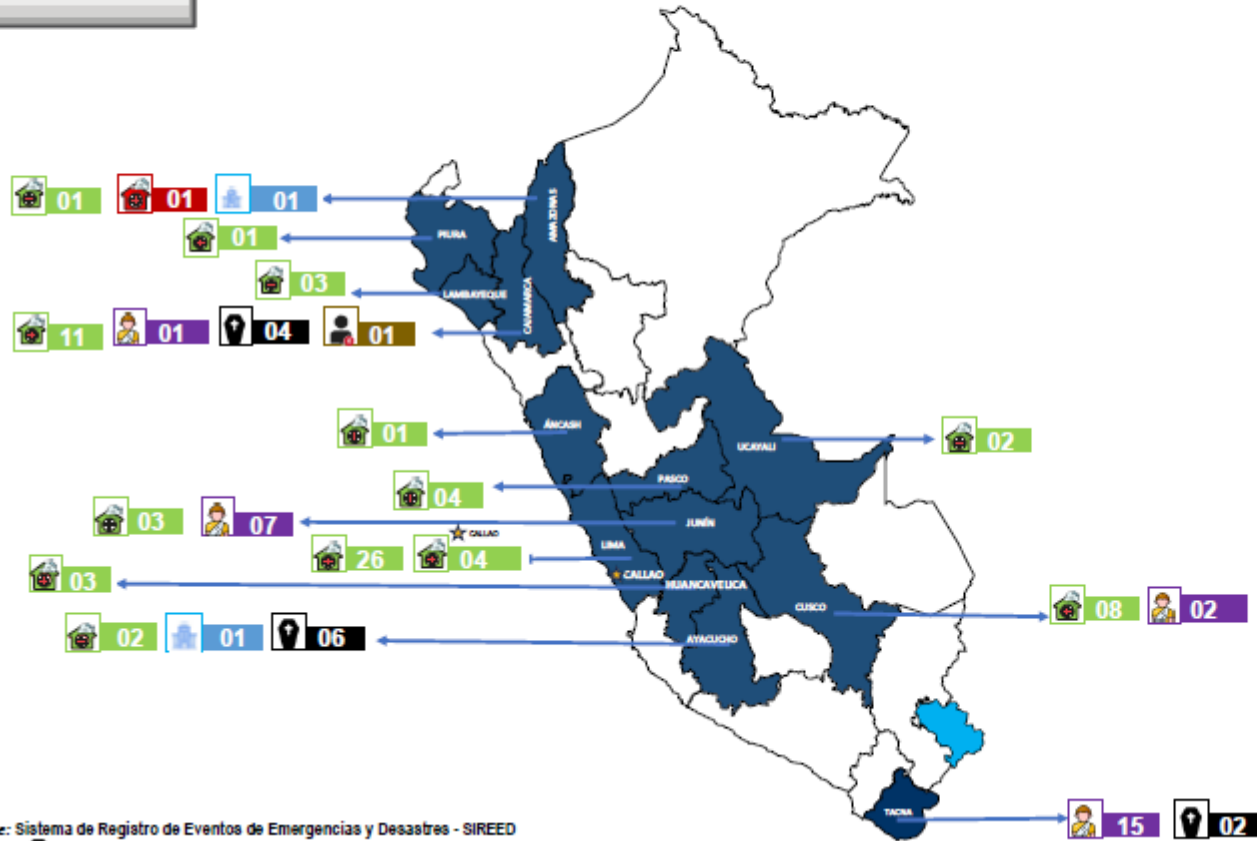 01 01 01
AMAZONAS
01
PIURA
03
LAMBAYEQUE
CAJAMARCA
11 01 04 01
01
ÁNCASH
UCAYALI
02
04
PASCO
03 07
JUNÍN
CALLAO
26 04
LIMA
CALLAO
03
HUANCAVELICA
CUSCO
08 02
02 01 06
AYACUCHO
TACNA
15 02
e: Sistema de Registro de Eventos de Emergencias y Desastres - SIREED